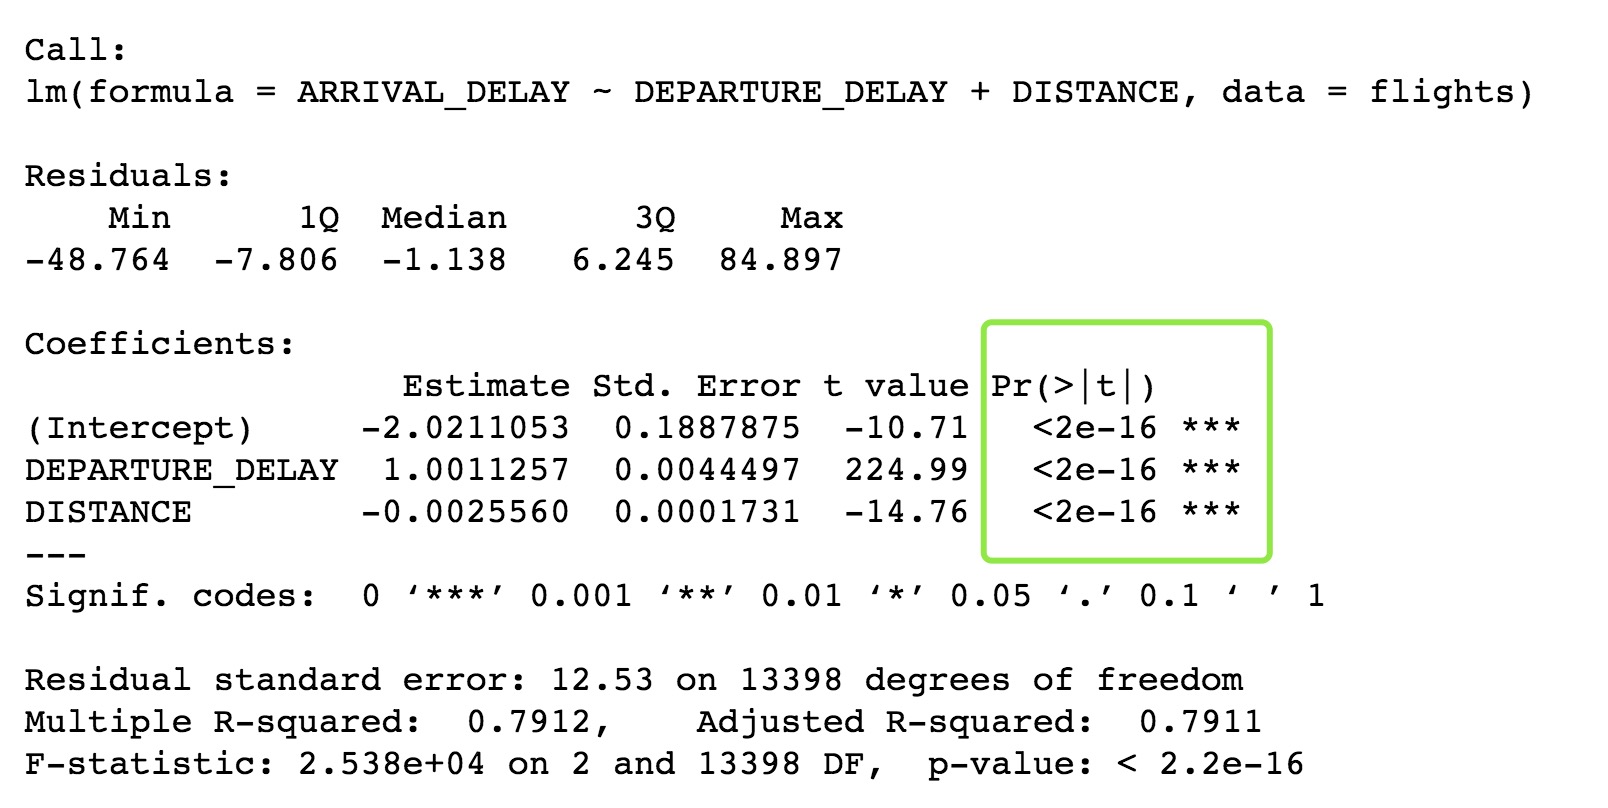 Call:
lm(formula = ARRIVAL_DELAY ~ DEPARTURE_DELAY + DISTANCE, data = flights)
Residuals:
Min 1Q Median 3Q Max
-48.764 -7.806 -1.138 6.245 84.897
Coefficients:
Estimate Std. Error t value Pr(>|t|)
(Intercept) -2.0211053 0.1887875 -10.71 <2e-16 ***
DEPARTURE_DELAY 1.0011257 0.0044497 224.99 <2e-16 ***
DISTANCE -0.0025560 0.0001731 -14.76 <2e-16 ***
---
Signif. codes: 0 ‘***’ 0.001 ‘**’ 0.01 ‘*’ 0.05 ‘.’ 0.1 ‘ ’ 1
Residual standard error: 12.53 on 13398 degrees of freedom
Multiple R-squared: 0.7912, Adjusted R-squared: 0.7911
F-statistic: 2.538e+04 on 2 and 13398 DF, p-value: < 2.2e-16